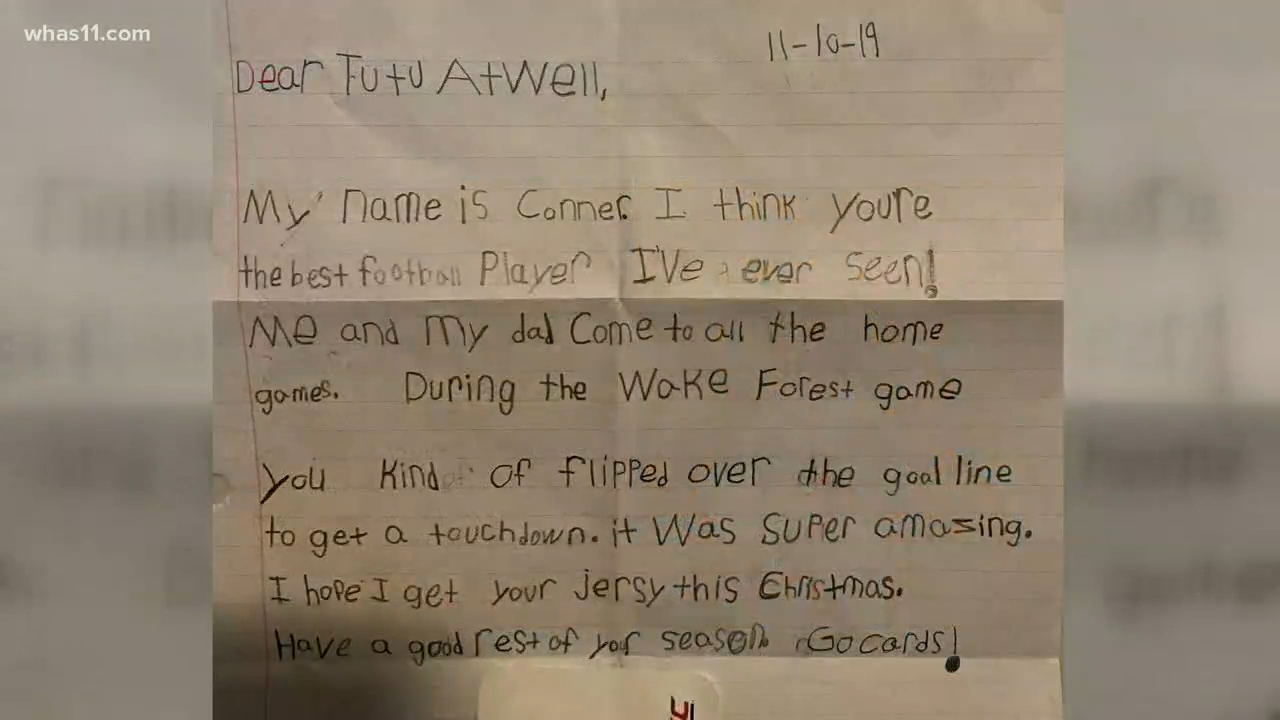 whas11.com
11-10-19
Dear Tutu Atwell,
My name is Conner. I think you're
the best football Player I've ever seen!
Me and my dad Come to all the home
games. During the Wake Forest game
you kind of flipped over the goal line
to get a touchdown. it Was super amazing.
I hope I get your jersy this Christmas.
Have a good rest of your season Go cards!